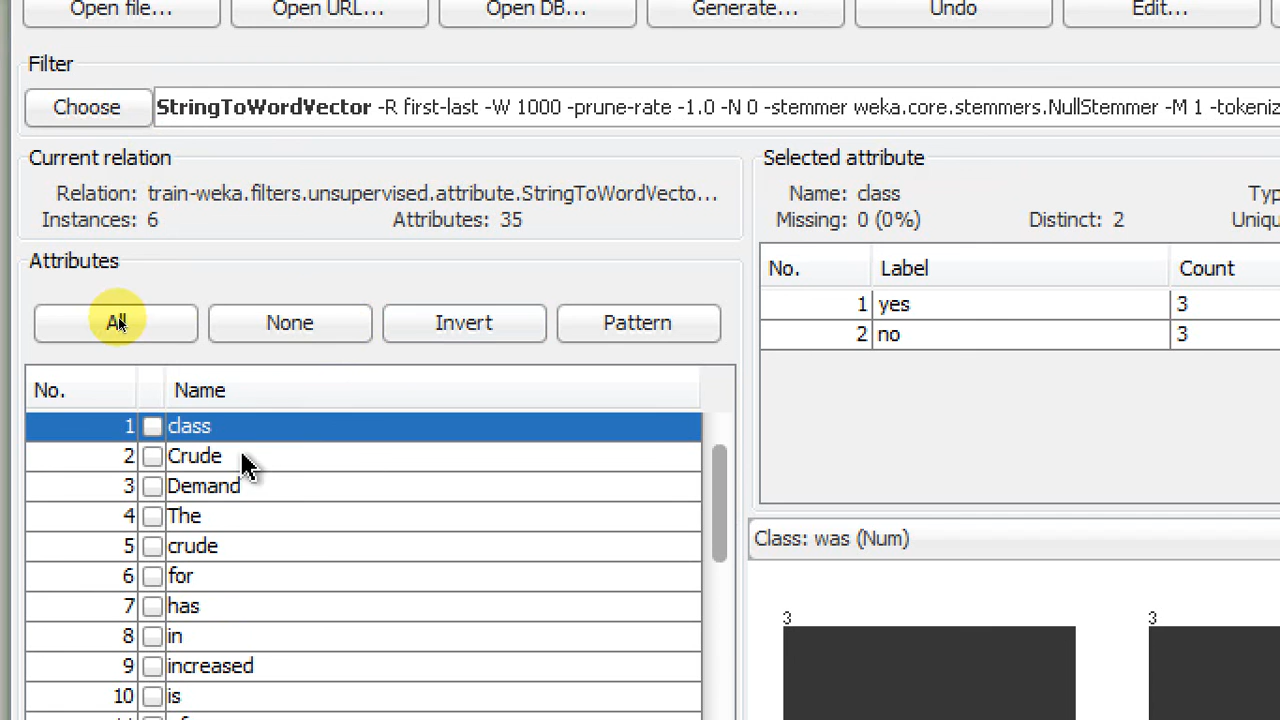 Open file... Open URL... Open DB... Generate... Undo Edit...
Filter
Choose StringToWordVector -R first-last -W 1000 -prune-rate -1.0 -N 0 -stemmer weka.core.stemmers.NullStemmer -M 1 -tokeniz
Current relation
Relation: train-weka.filters.unsupervised.attribute.StringToWordVecto...
Instances: 6 Attributes: 35
Selected attribute
Name: class Typ
Missing: 0 (0%) Distinct: 2 Uniqu
Attributes
All None Invert Pattern
No. Name
1 class
2 Crude
3 Demand
4 The
5 crude
6 for
7 has
8 in
9 increased
10 is
No. Label Count
1 yes 3
2 no 3
Class: was (Num)
3 3